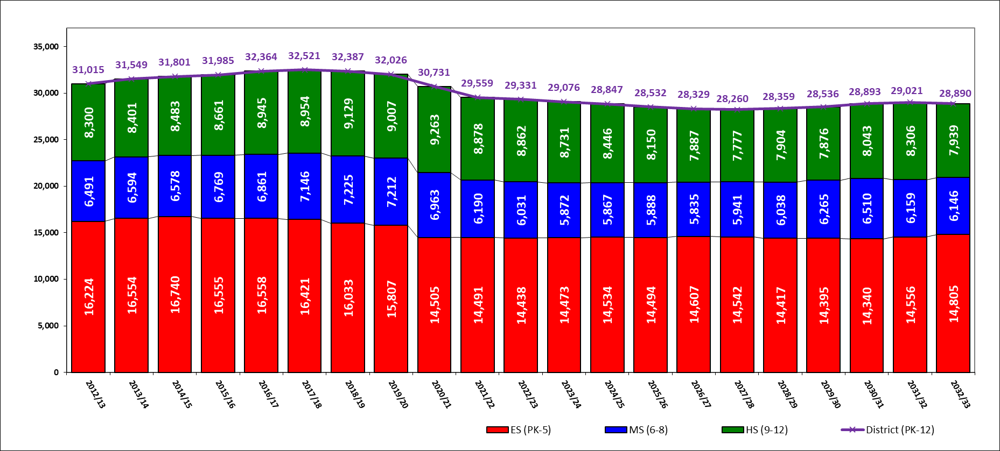 35,000
30,000
25,000
20,000
15,000
10,000
5,000
0
31,015 31,549 31,801 31,985 32,364 32,521 32,387 32,026 30,731 29,559 29,331 29,076 28,847 28,532 28,329 28,260 28,359 28,536 28,893 29,021 28,890
8,300 8,401 8,483 8,661 8,945 8,954 9,129 9,007 9,263 8,878 8,862 8,731 8,446 8,150 7,887 7,777 7,904 7,876 8,043 8,306 7,939
6,491 6,594 6,578 6,769 6,861 7,146 7,225 7,212 6,963 6,190 6,031 5,872 5,867 5,888 5,835 5,941 6,038 6,265 6,510 6,159 6,146
16,224 16,554 16,740 16,555 16,558 16,421 16,033 15,807 14,505 14,491 14,438 14,473 14,534 14,494 14,607 14,542 14,417 14,395 14,340 14,556 14,805
2012/13 2013/14 2014/15 2015/16 2016/17 2017/18 2018/19 2019/20 2020/21 2021/22 2022/23 2023/24 2024/25 2025/26 2026/27 2027/28 2028/29 2029/30 2030/31 2031/32 2032/33
ES (PK-5) MS (6-8) HS (9-12) District (PK-12)